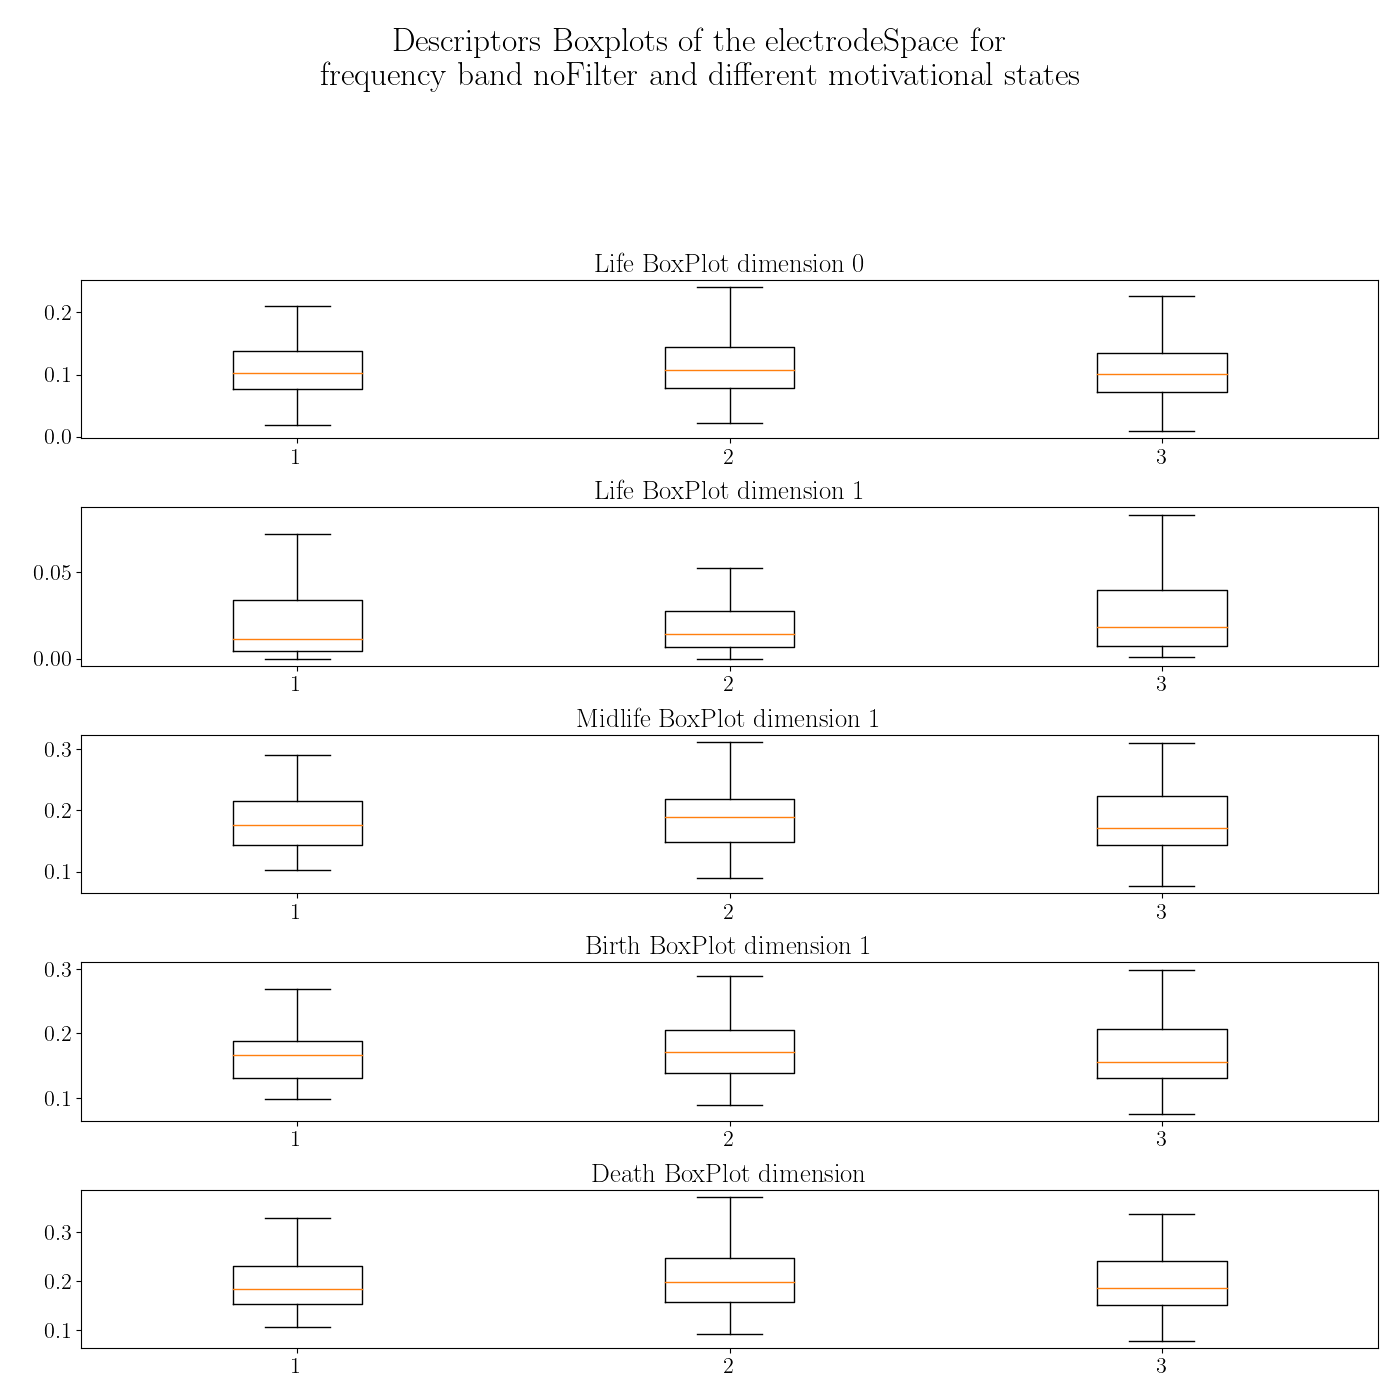 Descriptors Boxplots of the electrodeSpace for
frequency band noFilter and different motivational states
Life BoxPlot dimension 0
0.2
0.1
0.0
1 2 3
Life BoxPlot dimension 1
0.05
0.00
1 2 3
Midlife BoxPlot dimension 1
0.3
0.2
0.1
1 2 3
Birth BoxPlot dimension 1
0.3
0.2
0.1
1 2 3
Death BoxPlot dimension
0.3
0.2
0.1
1 2 3